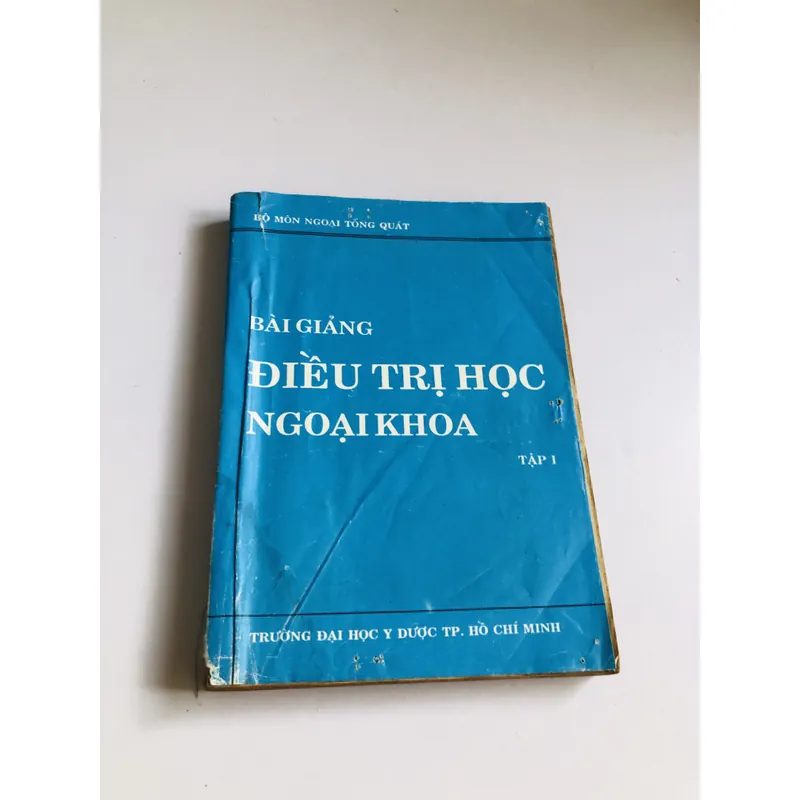 BỘ MÔN NGOẠI TỔNG QUÁT
BÀI GIẢNG
ĐIỀU TRỊ HỌC
NGOẠI KHOA
TẬP I
TRƯỜNG ĐẠI HỌC Y DƯỢC TP. HỒ CHÍ MINH